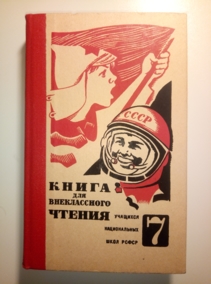 СССР
КНИГА
ДЛЯ
ВНЕКЛАССНОГО
ЧТЕНИЯ
УЧАЩИХСЯ
НАЦИОНАЛЬНЫХ
ШКОЛ РСФСР
7